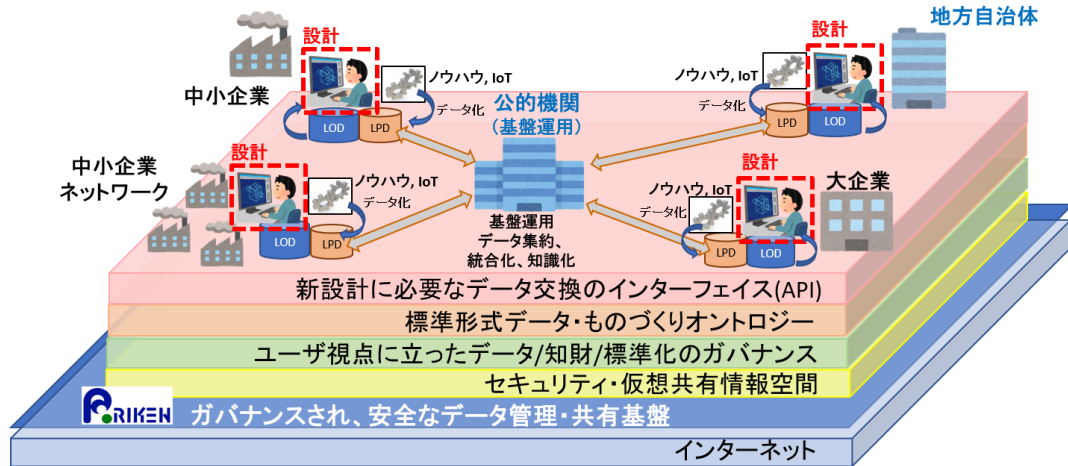 地方自治体
設計
設計
ノウハウ, IoT
データ化
中小企業
LOD
LPD
公的機関
(基盤運用)
ノウハウ, IoT
データ化
LPD
LOD
中小企業
ネットワーク
設計
ノウハウ, IoT
データ化
LOD
LPD
基盤運用
データ集約、
統合化、知識化
設計
ノウハウ, IoT
データ化
LPD
LOD
大企業
新設計に必要なデータ交換のインターフェイス(API)
標準形式データ・ものづくりオントロジー
ユーザ視点に立ったデータ/知財/標準化のガバナンス
セキュリティ・仮想共有情報空間
RIKEN
ガバナンスされ、安全なデータ管理・共有基盤
インターネット